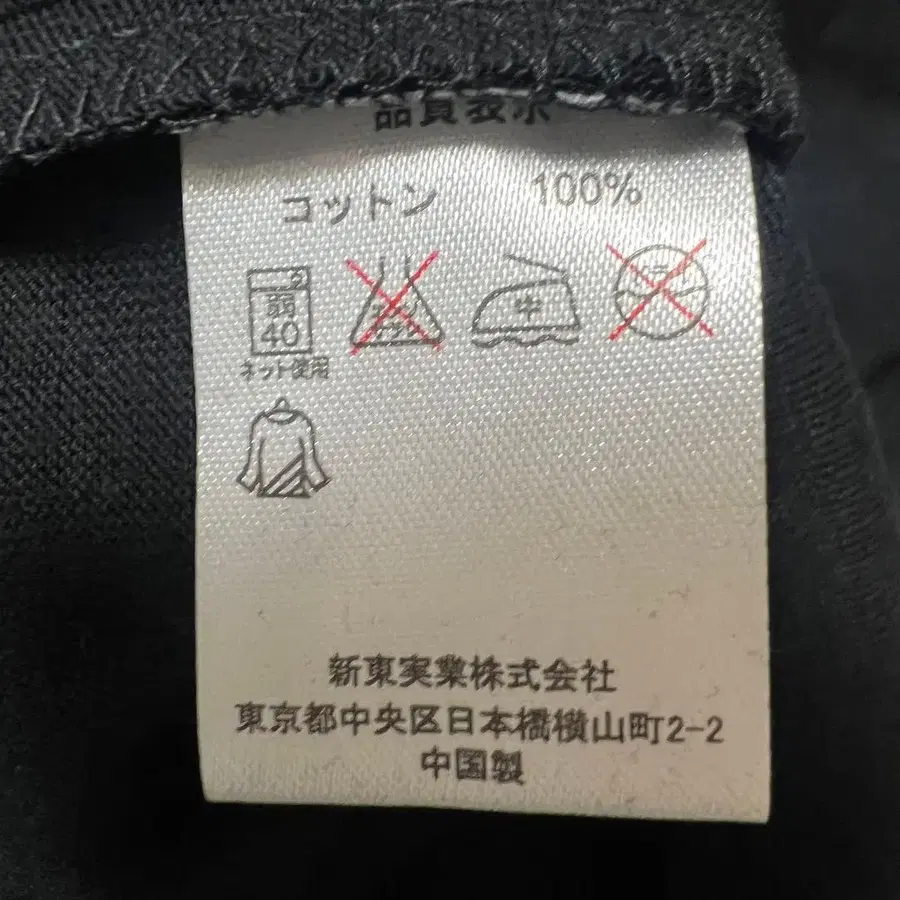 品質表示
コットン 100%
弱
40
中
ネット使用
新東実業株式会社
東京都中央区日本橋横山町2-2
中国製